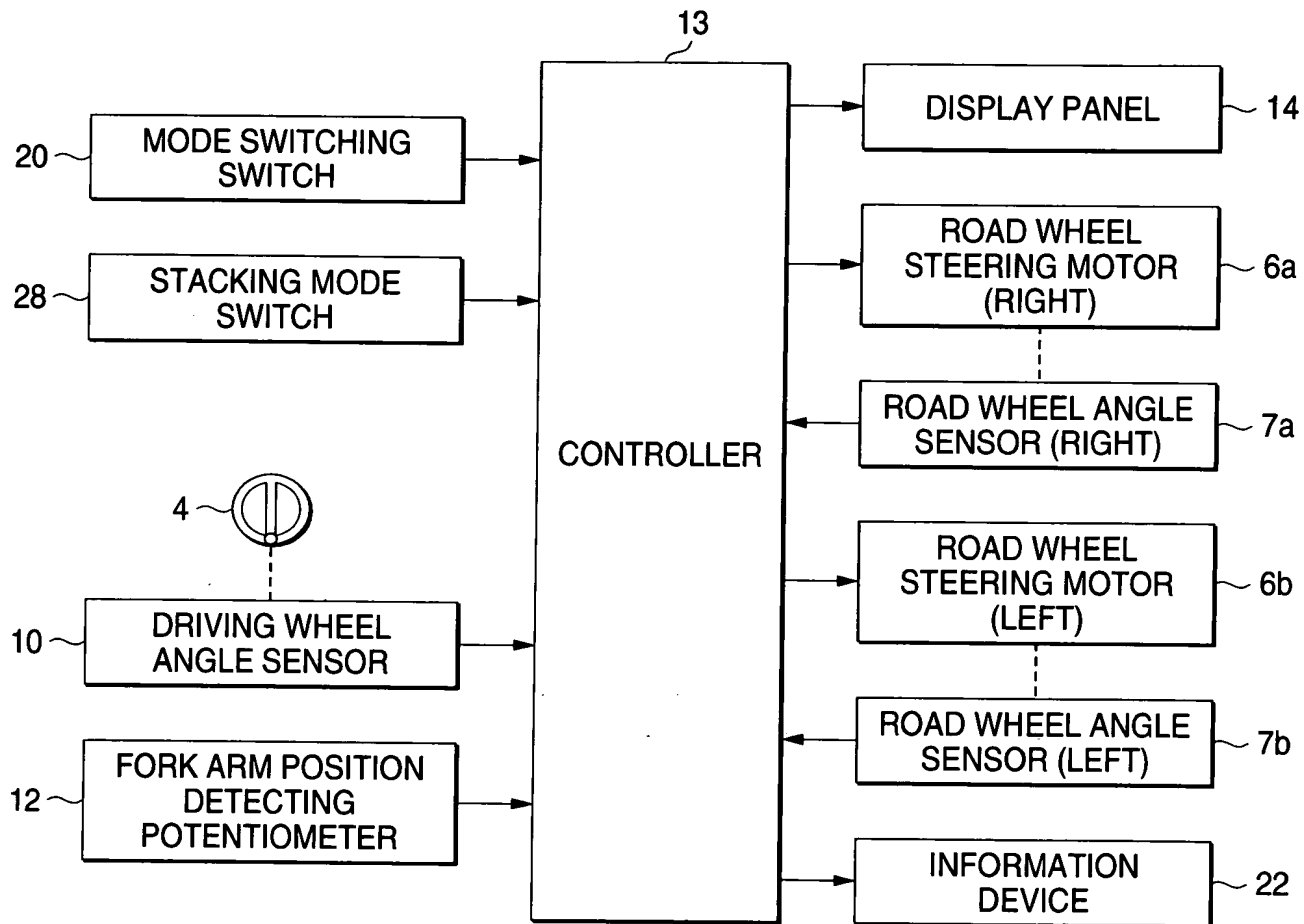 13
DISPLAY PANEL
14
MODE SWITCHING
SWITCH
20
ROAD WHEEL
STEERING MOTOR
(RIGHT)
6a
STACKING MODE
SWITCH
28
ROAD WHEEL ANGLE
SENSOR (RIGHT)
7a
CONTROLLER
4
ROAD WHEEL
STEERING MOTOR
(LEFT)
6b
DRIVING WHEEL
ANGLE SENSOR
10
ROAD WHEEL ANGLE
SENSOR (LEFT)
7b
FORK ARM POSITION
DETECTING
POTENTIOMETER
12
INFORMATION
DEVICE
22